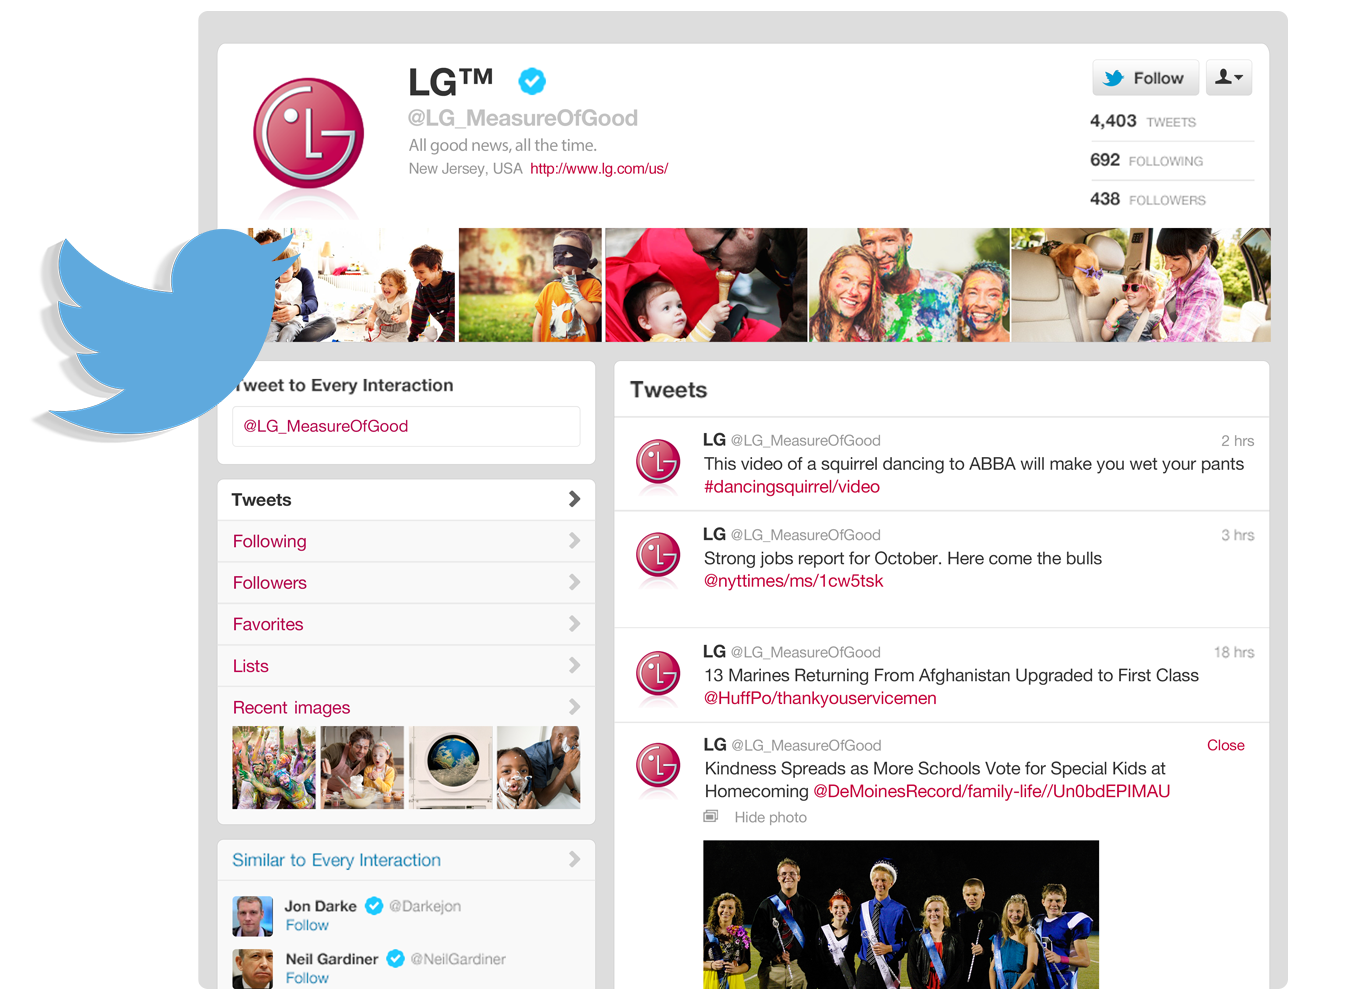 LG™
@LG_MeasureOfGood
All good news, all the time.
New Jersey, USA http://www.lg.com/us/
Follow
4,403 TWEETS
692 FOLLOWING
438 FOLLOWERS
Tweet to Every Interaction
@LG_MeasureOfGood
Tweets
Following
Followers
Favorites
Lists
Recent images
Similar to Every Interaction
Jon Darke @Darkejon
Follow
Neil Gardiner @NeilGardiner
Follow
Tweets
LG @LG_MeasureOfGood 2 hrs
This video of a squirrel dancing to ABBA will make you wet your pants
#dancingsquirrel/video
LG @LG_MeasureOfGood 3 hrs
Strong jobs report for October. Here come the bulls
@nyttimes/ms/1cw5tsk
LG @LG_MeasureOfGood 18 hrs
13 Marines Returning From Afghanistan Upgraded to First Class
@HuffPo/thankyouservicemen
LG @LG_MeasureOfGood Close
Kindness Spreads as More Schools Vote for Special Kids at
Homecoming @DeMoinesRecord/family-life//Un0bdEPIMAU
Hide photo